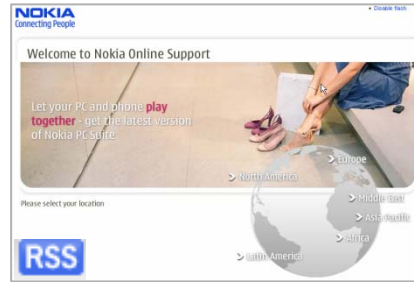 NOKIA
Connecting People
Disable flash
Welcome to Nokia Online Support
Let your PC and phone play
together - get the latest version
of Nokia PC Suite
Europe
North America
Please select your location
Middle East
Asia-Pacific
Africa
Latin America
RSS